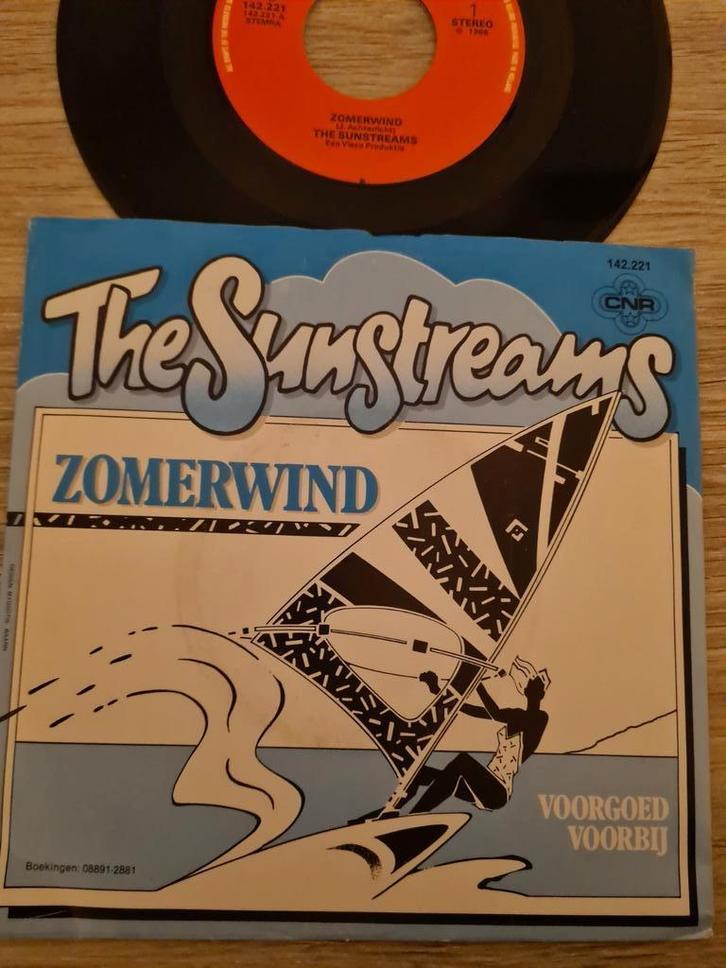 142.221
142.221-A
STEMRA
1
STEREO
ZOMERWIND
THE SUNSTREAMS
Een Vleco Produktie
142.221
CNR
The Sunstreams
ZOMERWIND
VOORGOED
VOORBIJ
Boekingen: 08891-2881